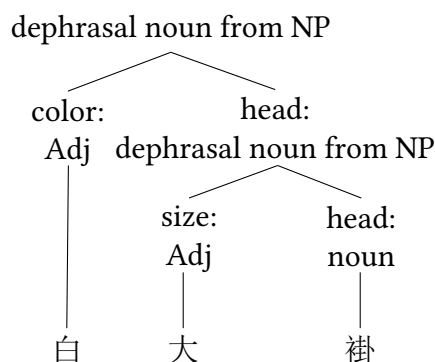 dephrasal noun from NP
color: head:
Adj dephrasal noun from NP
size: head:
Adj noun
白 大 褂